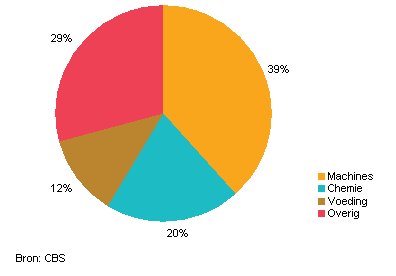 29%
39%
12%
20%
Machines
Chemie
Voeding
Overig
Bron: CBS